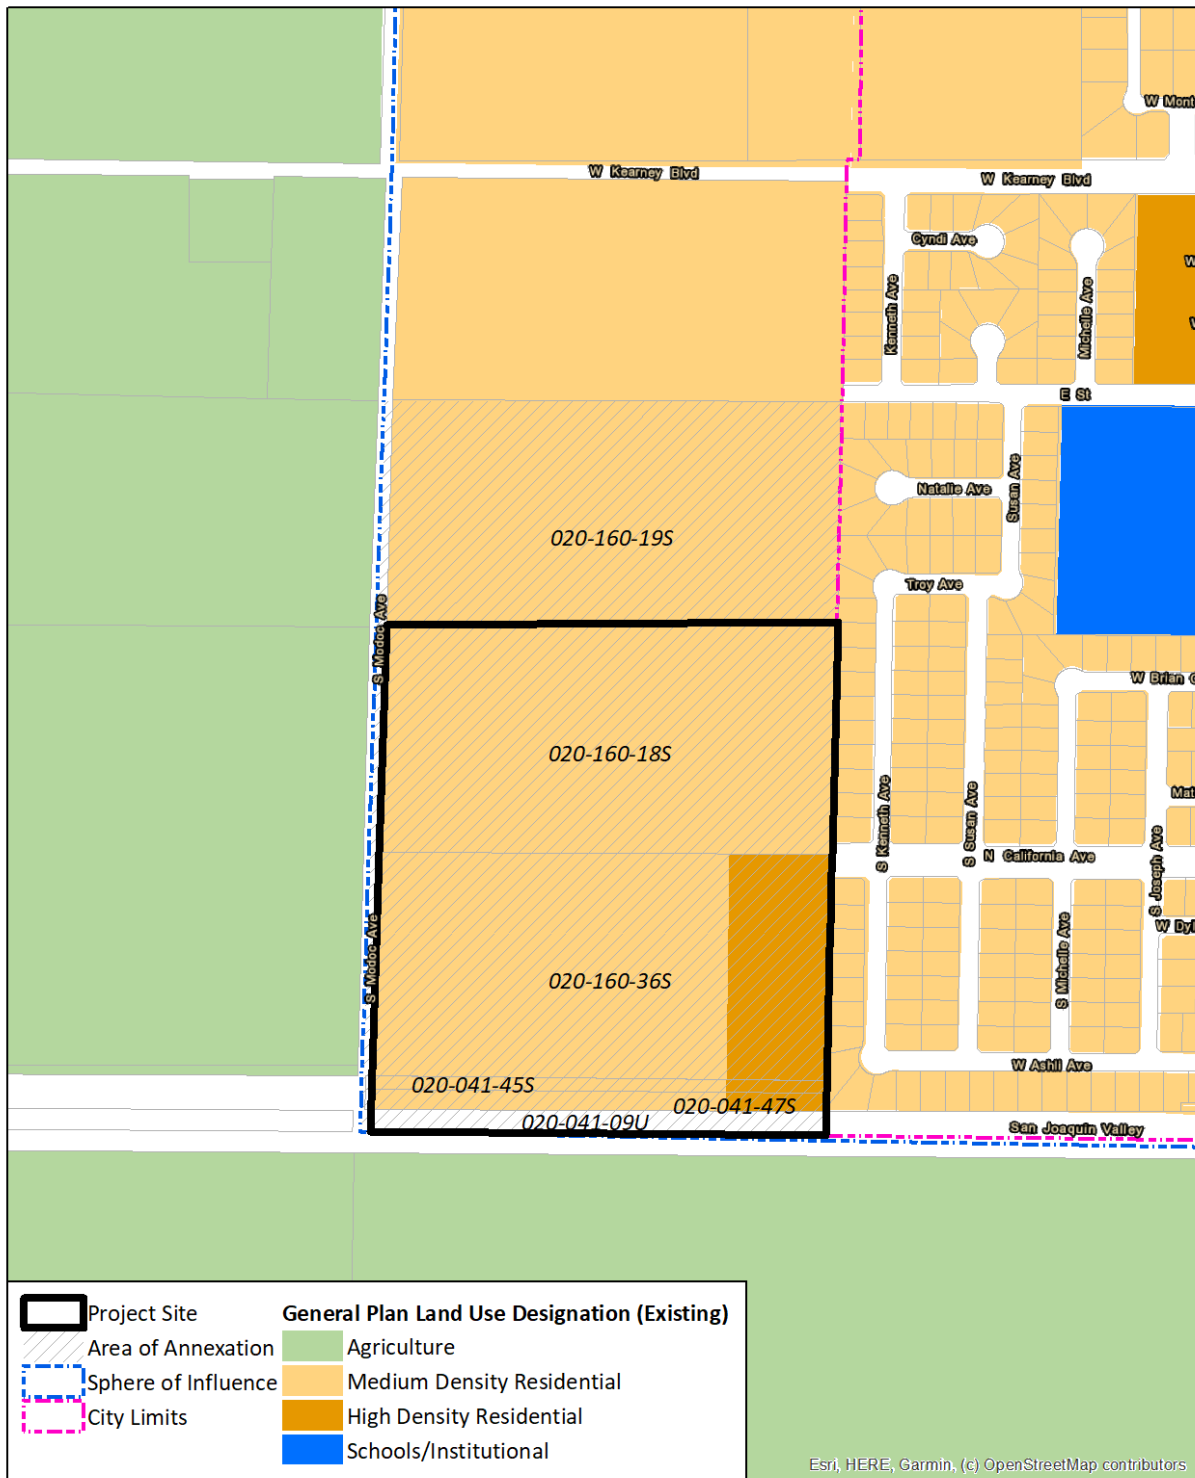 W Mont
W Kearney Blvd
W Kearney Blvd
Cyndi Ave
Kenneth Ave
Michelle Ave
W
E St
Natalie Ave
Susan Ave
020-160-19S
Troy Ave
S Modoc Ave
W Brian C
020-160-18S
Mat
S Kenneth Ave
S Susan Ave
N California Ave
S Joseph Ave
S Modoc Ave
S Michelle Ave
W Dyl
020-160-36S
W Ashli Ave
020-041-45S
020-041-47S
020-041-09U
San Joaquin Valley
Project Site
Area of Annexation
Sphere of Influence
City Limits
General Plan Land Use Designation (Existing)
Agriculture
Medium Density Residential
High Density Residential
Schools/Institutional
Esri, HERE, Garmin, (c) OpenStreetMap contributors